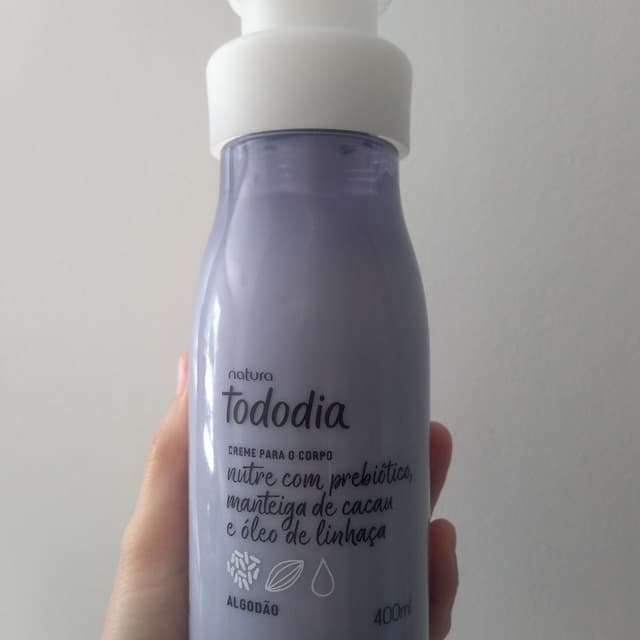 natura
tododia
CREME PARA O CORPO
nutre com prebiótico,
manteiga de cacau
e óleo de linhaça
ALGODÃO
400ml